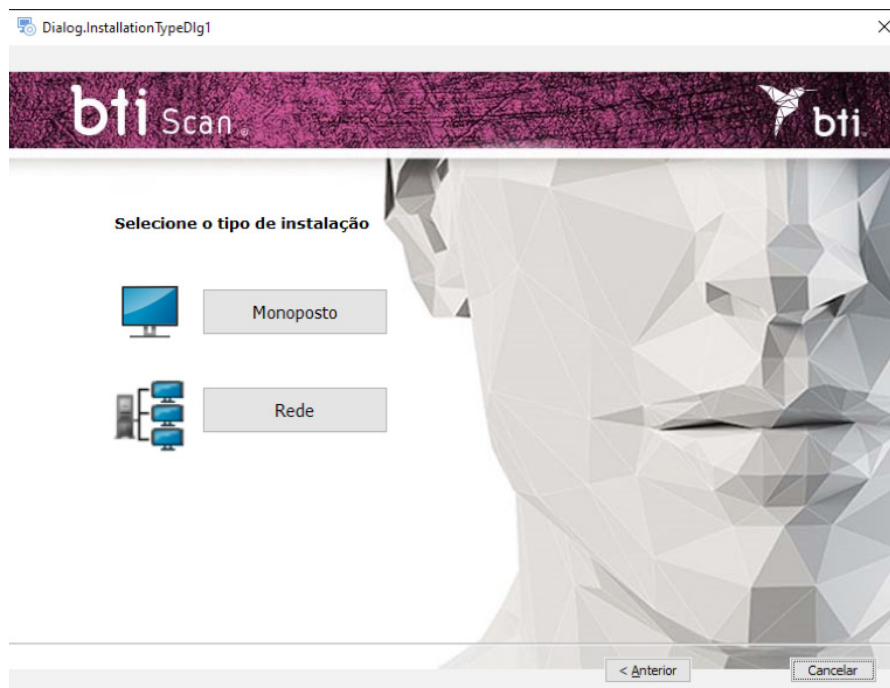 Dialog.InstallationTypeDlg1
bti Scan®
bti
Selecione o tipo de instalação
Monoposto
Rede
< Anterior
Cancelar